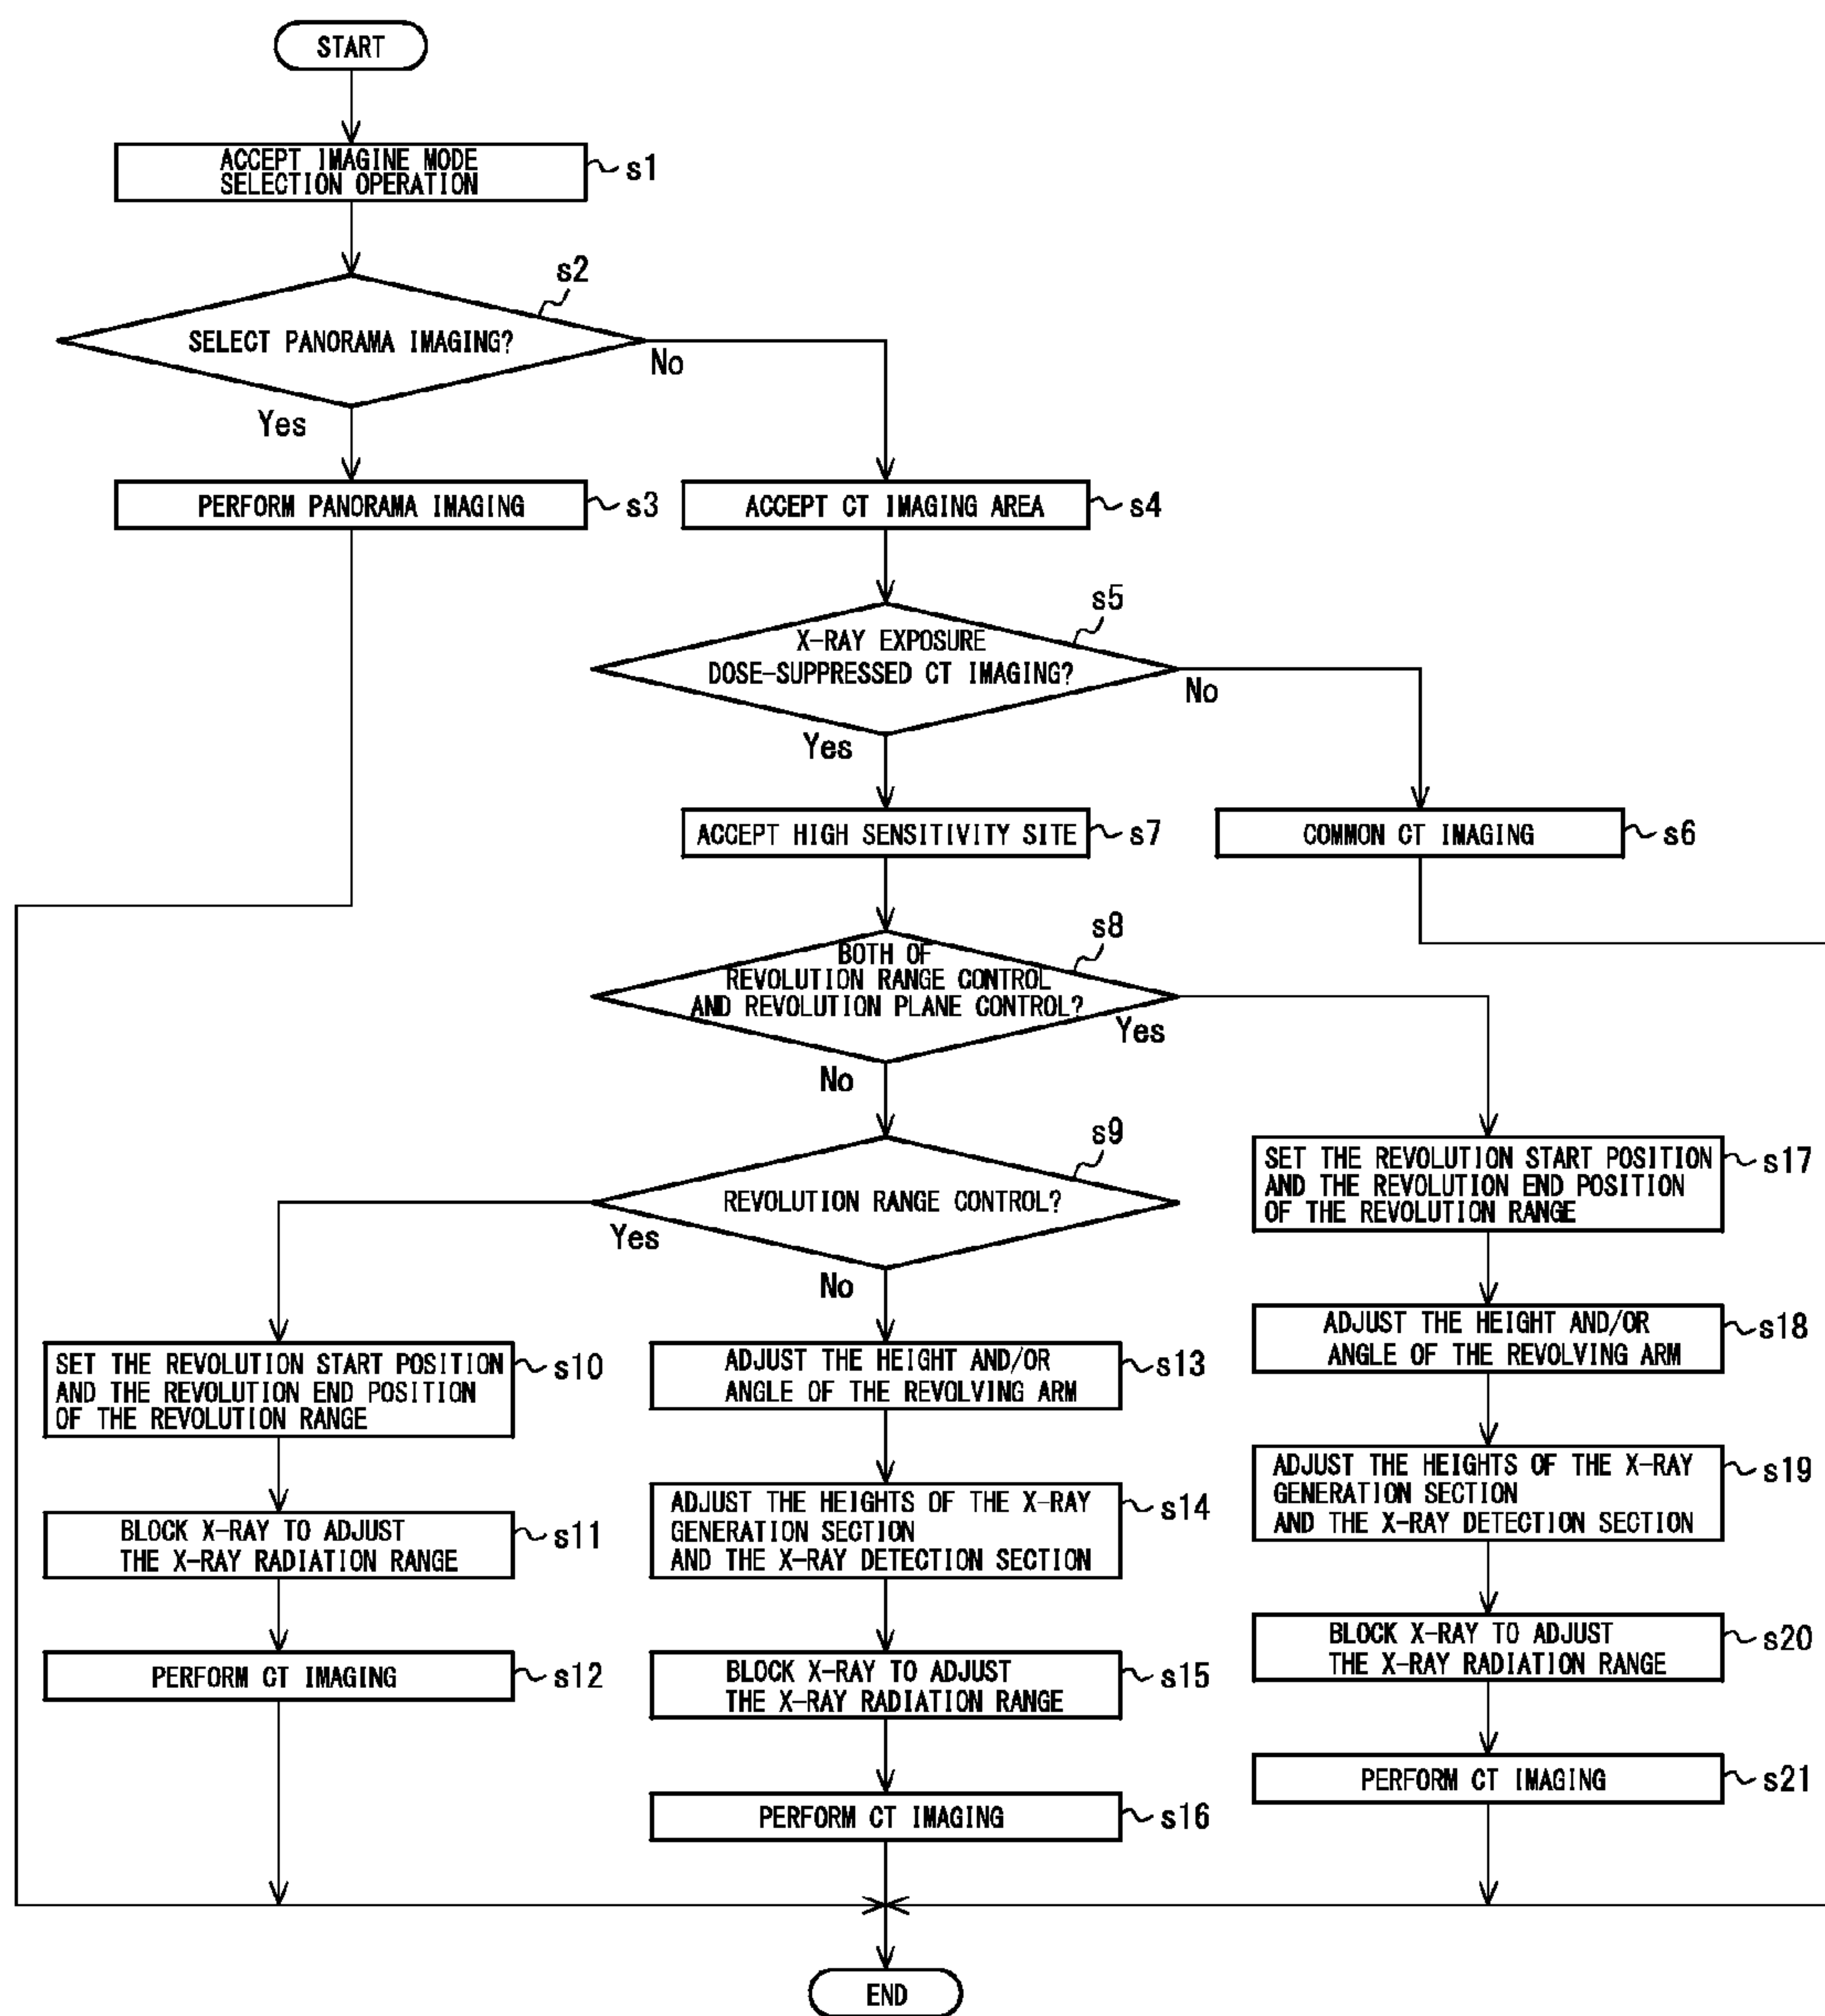 START
ACCEPT IMAGINE MODE
SELECTION OPERATION
s1
s2
SELECT PANORAMA IMAGING?
No
Yes
PERFORM PANORAMA IMAGING
s3
ACCEPT CT IMAGING AREA
s4
s5
X-RAY EXPOSURE
DOSE-SUPPRESSED CT IMAGING?
No
Yes
ACCEPT HIGH SENSITIVITY SITE
s7
COMMON CT IMAGING
s6
s8
BOTH OF
REVOLUTION RANGE CONTROL
AND REVOLUTION PLANE CONTROL?
Yes
No
s9
REVOLUTION RANGE CONTROL?
Yes
No
SET THE REVOLUTION START POSITION
AND THE REVOLUTION END POSITION
OF THE REVOLUTION RANGE
s10
BLOCK X-RAY TO ADJUST
THE X-RAY RADIATION RANGE
s11
PERFORM CT IMAGING
s12
ADJUST THE HEIGHT AND/OR
ANGLE OF THE REVOLVING ARM
s13
ADJUST THE HEIGHTS OF THE X-RAY
GENERATION SECTION
AND THE X-RAY DETECTION SECTION
s14
BLOCK X-RAY TO ADJUST
THE X-RAY RADIATION RANGE
s15
PERFORM CT IMAGING
s16
SET THE REVOLUTION START POSITION
AND THE REVOLUTION END POSITION
OF THE REVOLUTION RANGE
s17
ADJUST THE HEIGHT AND/OR
ANGLE OF THE REVOLVING ARM
s18
ADJUST THE HEIGHTS OF THE X-RAY
GENERATION SECTION
AND THE X-RAY DETECTION SECTION
s19
BLOCK X-RAY TO ADJUST
THE X-RAY RADIATION RANGE
s20
PERFORM CT IMAGING
s21
END